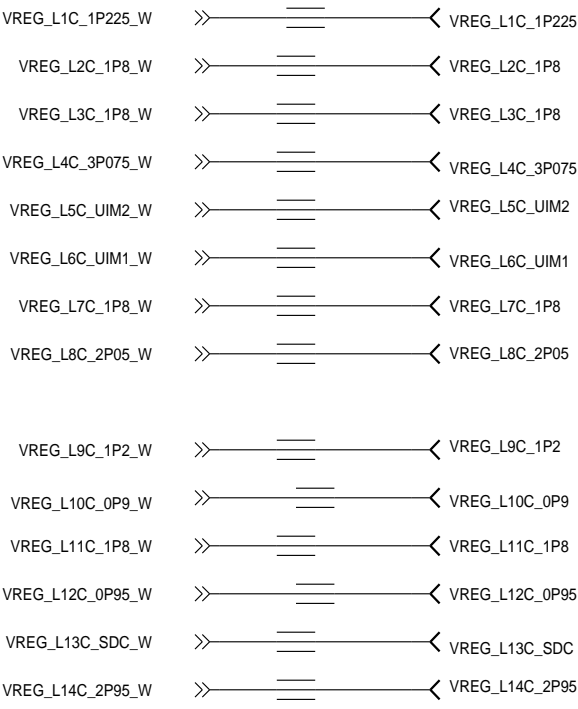 VREG_L1C_1P225_W VREG_L1C_1P225
VREG_L2C_1P8_W VREG_L2C_1P8
VREG_L3C_1P8_W VREG_L3C_1P8
VREG_L4C_3P075_W VREG_L4C_3P075
VREG_L5C_UIM2_W VREG_L5C_UIM2
VREG_L6C_UIM1_W VREG_L6C_UIM1
VREG_L7C_1P8_W VREG_L7C_1P8
VREG_L8C_2P05_W VREG_L8C_2P05
VREG_L9C_1P2_W VREG_L9C_1P2
VREG_L10C_0P9_W VREG_L10C_0P9
VREG_L11C_1P8_W VREG_L11C_1P8
VREG_L12C_0P95_W VREG_L12C_0P95
VREG_L13C_SDC_W VREG_L13C_SDC
VREG_L14C_2P95_W VREG_L14C_2P95